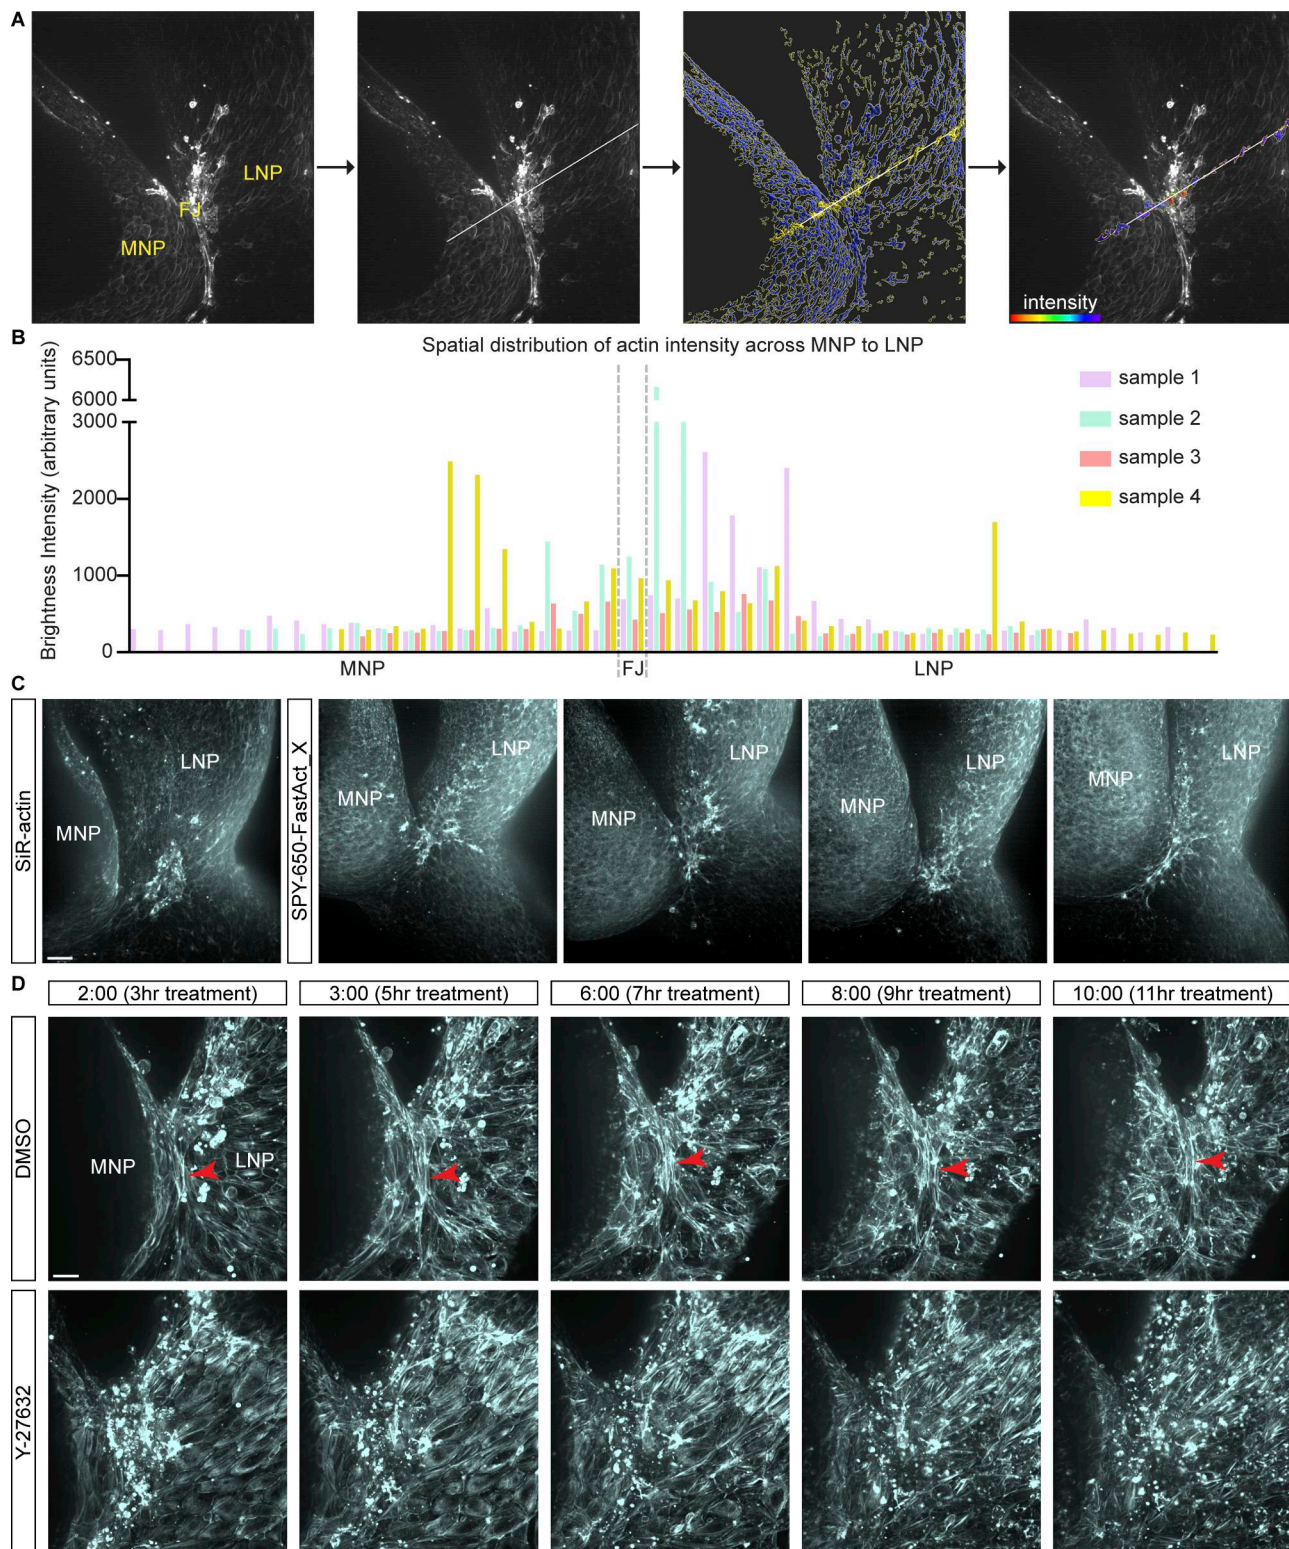 A
LNP
FJ
MNP
intensity
B
Spatial distribution of actin intensity across MNP to LNP
Brightness Intensity (arbitrary units)
6500
6000
3000
2000
1000
0
sample 1
sample 2
sample 3
sample 4
MNP
FJ
LNP
C
SiR-actin
LNP
MNP
SPY-650-FastAct_X
LNP
MNP
LNP
MNP
LNP
MNP
LNP
MNP
D
2:00 (3hr treatment)
3:00 (5hr treatment)
6:00 (7hr treatment)
8:00 (9hr treatment)
10:00 (11hr treatment)
DMSO
MNP
LNP
Y-27632